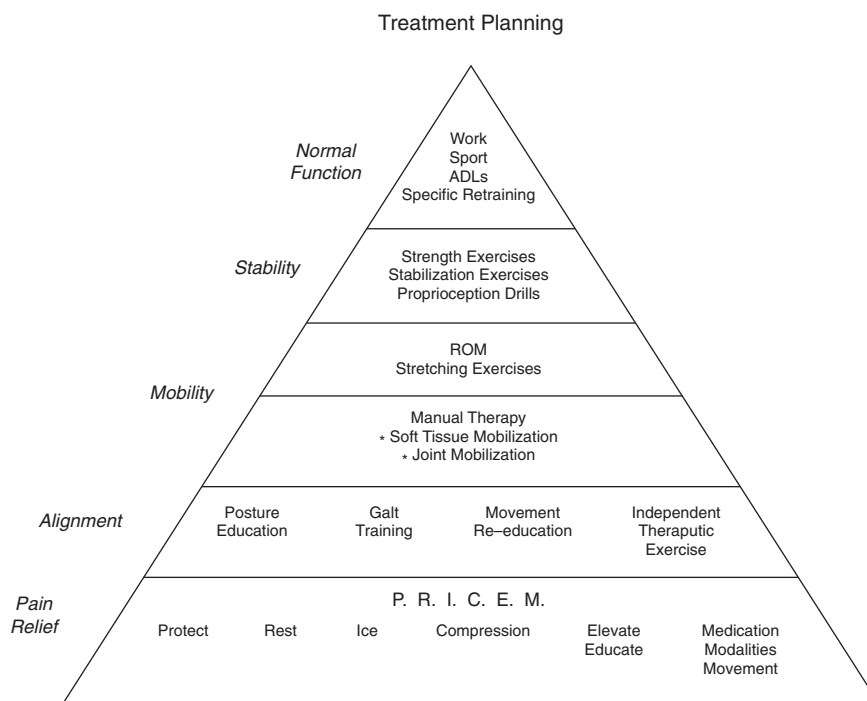 Treatment Planning
Normal
Function
Work
Sport
ADLs
Specific Retraining
Stability
Strength Exercises
Stabilization Exercises
Proprioception Drills
Mobility
ROM
Stretching Exercises
Manual Therapy
* Soft Tissue Mobilization
* Joint Mobilization
Alignment
Posture
Education
Galt
Training
Movement
Re–education
Independent
Theraputic
Exercise
Pain
Relief
P. R. I. C. E. M.
Protect
Rest
Ice
Compression
Elevate
Educate
Medication
Modalities
Movement